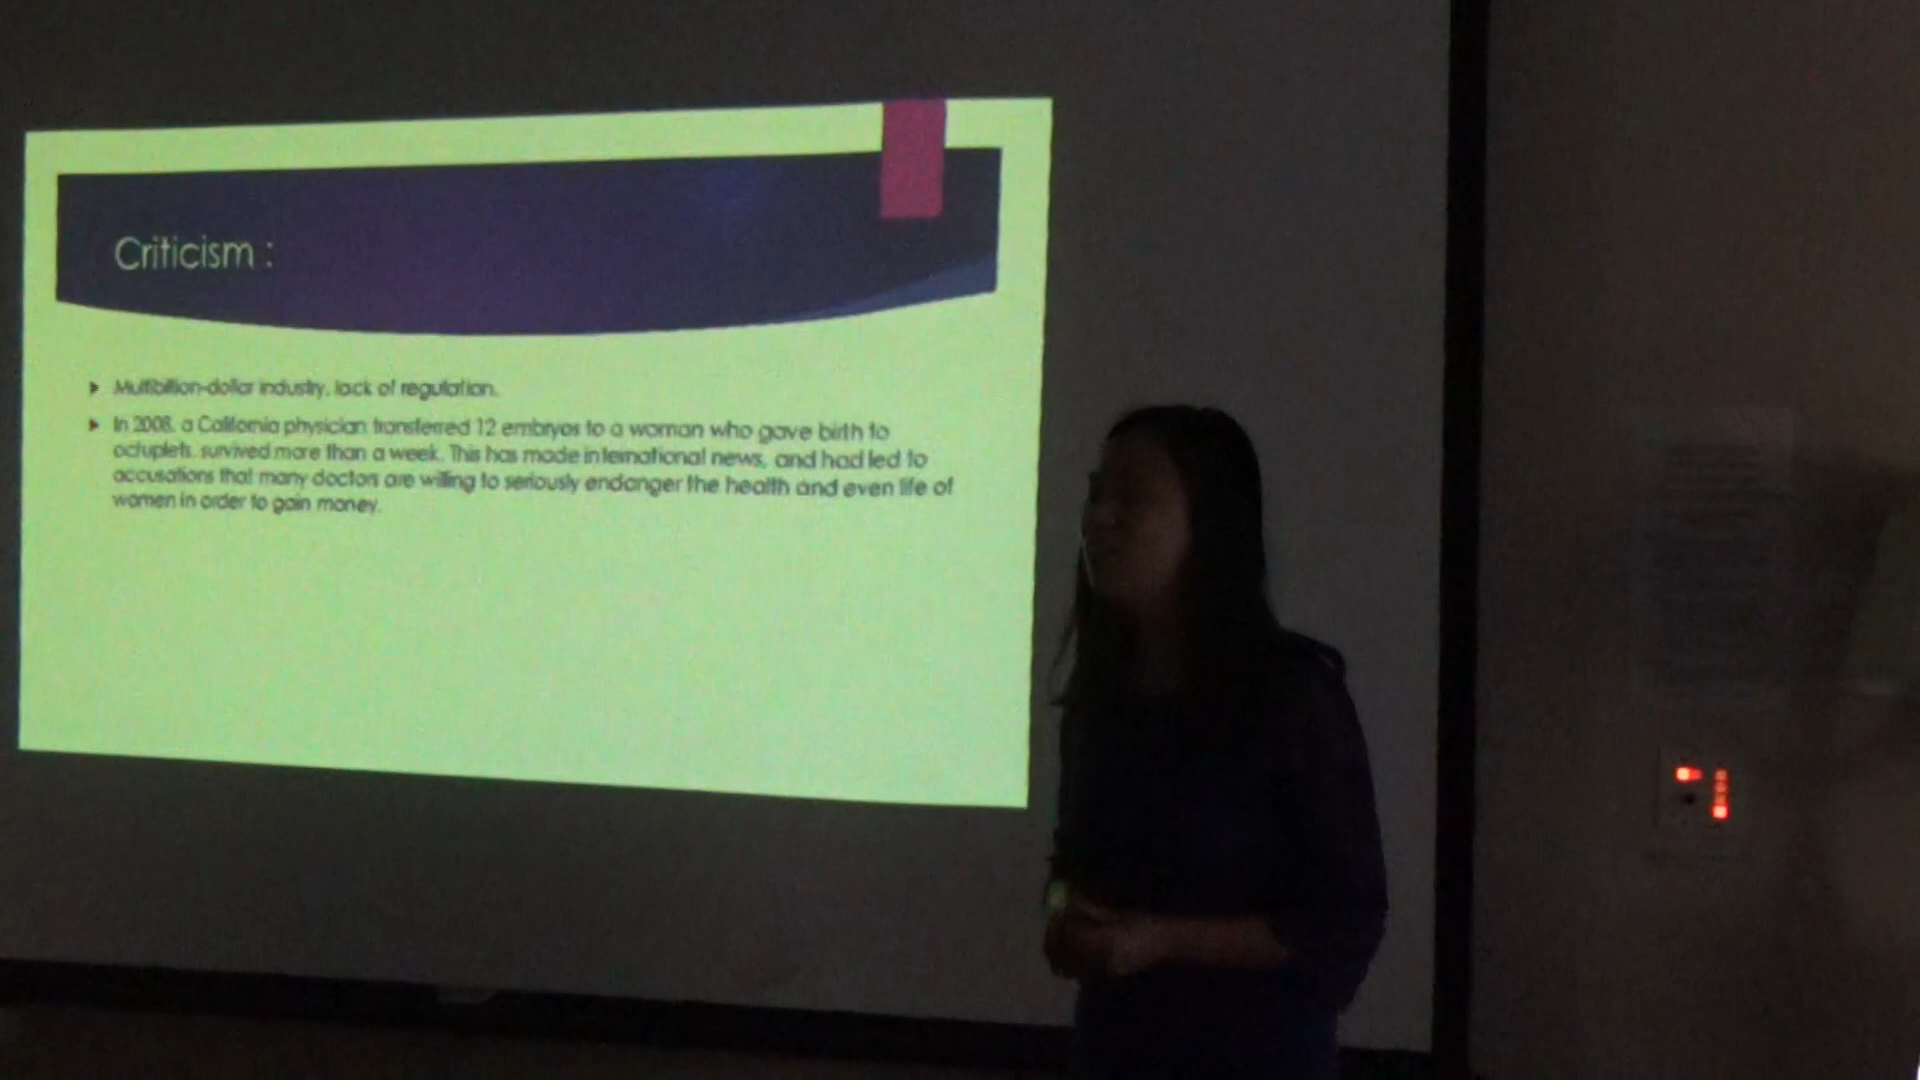 Criticism :
Multibillion-dollar industry, lack of regulation.
In 2008, a California physician transferred 12 embryos to a woman who gave birth to
octuplets, survived more than a week. This has made international news, and had led to
accusations that many doctors are willing to seriously endanger the health and even life of
women in order to gain money.